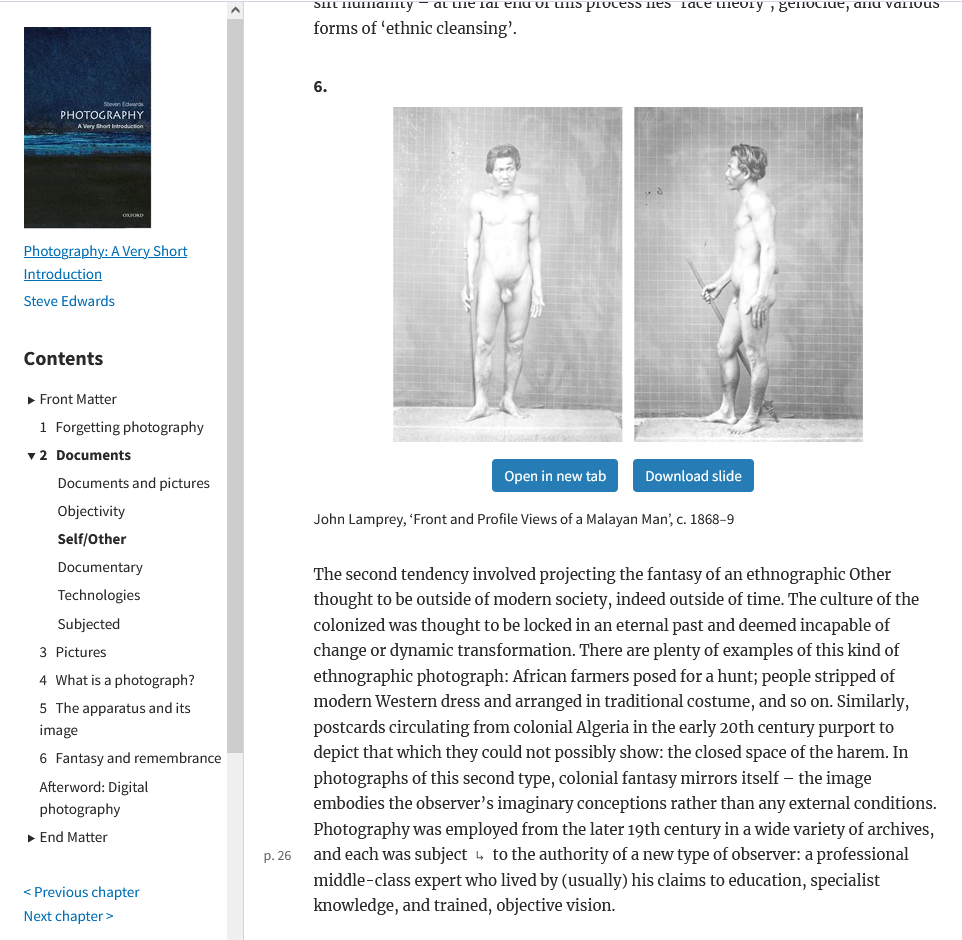 Steven Edwards
PHOTOGRAPHY
A Very Short Introduction
OXFORD
Photography: A Very Short
Introduction
Steve Edwards
Contents
Front Matter
1 Forgetting photography
2 Documents
Documents and pictures
Objectivity
Self/Other
Documentary
Technologies
Subjected
3 Pictures
4 What is a photograph?
5 The apparatus and its
image
6 Fantasy and remembrance
Afterword: Digital
photography
End Matter
< Previous chapter
Next chapter >
sift humanity – at the far end of this process lies ‘race theory’, genocide, and various
forms of ‘ethnic cleansing’.
6.
Open in new tab
Download slide
John Lamprey, ‘Front and Profile Views of a Malayan Man’, c. 1868–9
The second tendency involved projecting the fantasy of an ethnographic Other
thought to be outside of modern society, indeed outside of time. The culture of the
colonized was thought to be locked in an eternal past and deemed incapable of
change or dynamic transformation. There are plenty of examples of this kind of
ethnographic photograph: African farmers posed for a hunt; people stripped of
modern Western dress and arranged in traditional costume, and so on. Similarly,
postcards circulating from colonial Algeria in the early 20th century purport to
depict that which they could not possibly show: the closed space of the harem. In
photographs of this second type, colonial fantasy mirrors itself – the image
embodies the observer’s imaginary conceptions rather than any external conditions.
Photography was employed from the later 19th century in a wide variety of archives,
p. 26 and each was subject ↳ to the authority of a new type of observer: a professional
middle-class expert who lived by (usually) his claims to education, specialist
knowledge, and trained, objective vision.